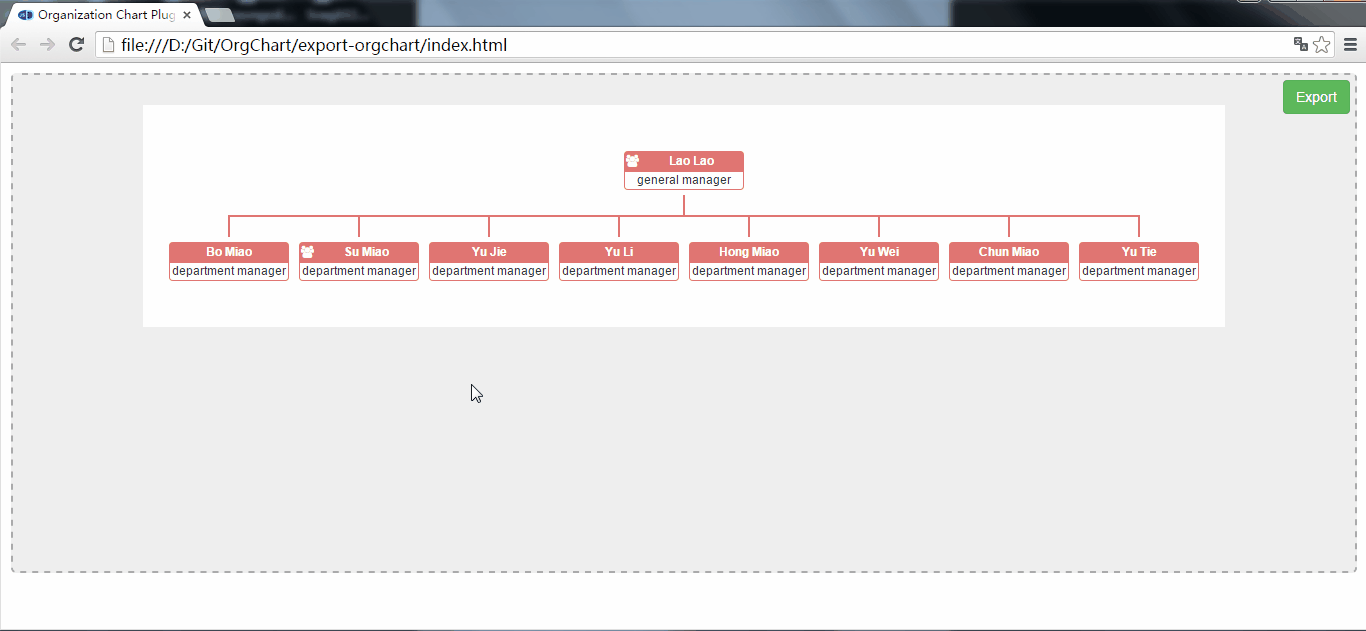 Organization Chart Plug
file:///D:/Git/OrgChart/export-orgchart/index.html
Export
Lao Lao
general manager
Bo Miao
department manager
Su Miao
department manager
Yu Jie
department manager
Yu Li
department manager
Hong Miao
department manager
Yu Wei
department manager
Chun Miao
department manager
Yu Tie
department manager